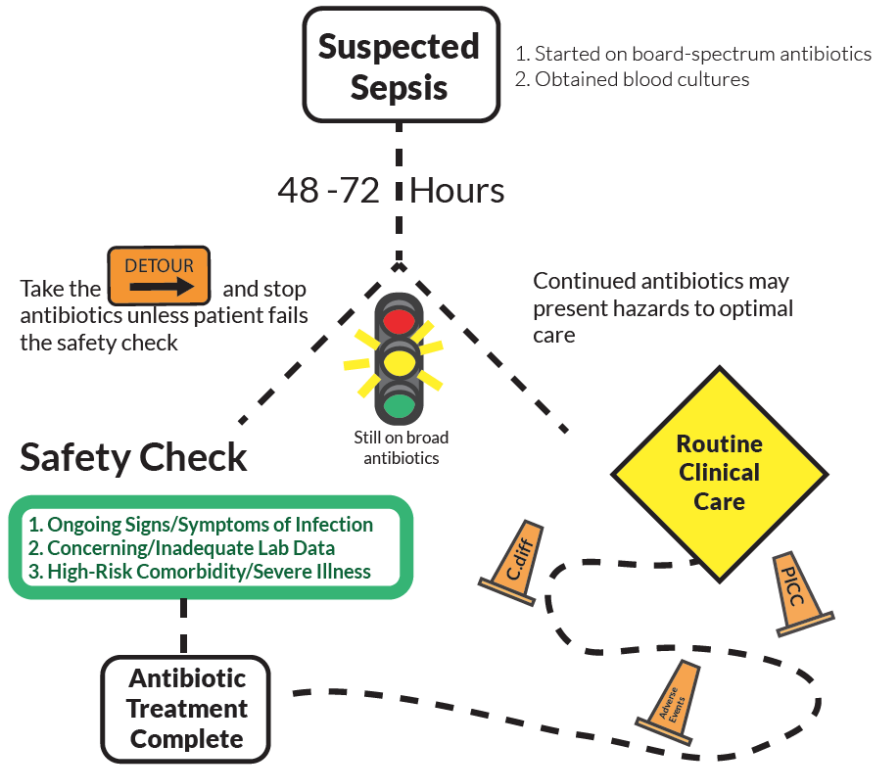 Suspected
Sepsis
1. Started on board-spectrum antibiotics
2. Obtained blood cultures
48 -72 Hours
DETOUR
Take the and stop
antibiotics unless patient fails
the safety check
Continued antibiotics may
present hazards to optimal
care
Still on broad
antibiotics
Safety Check
1. Ongoing Signs/Symptoms of Infection
2. Concerning/Inadequate Lab Data
3. High-Risk Comorbidity/Severe Illness
Routine
Clinical
Care
C.diff
PICC
Adverse
Events
Antibiotic
Treatment
Complete